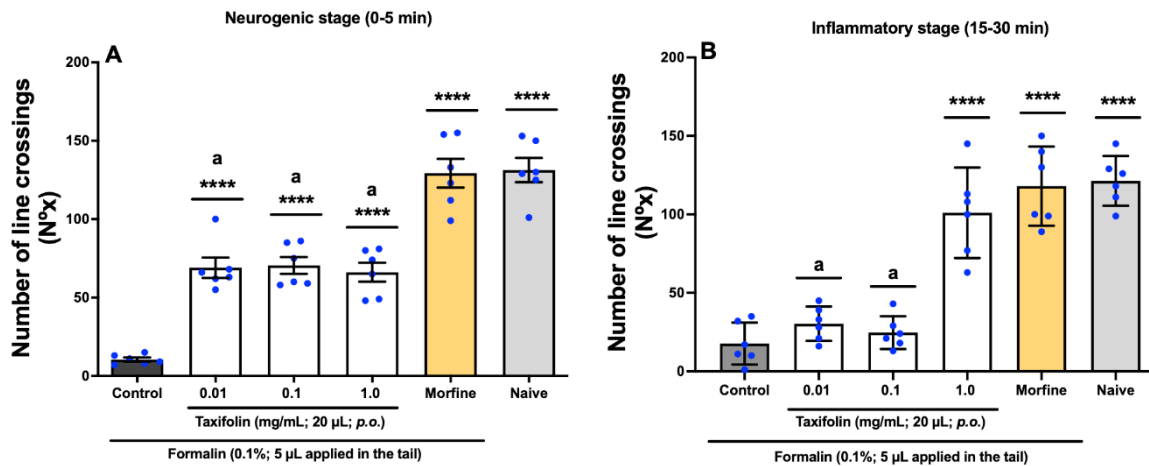 Neurogenic stage (0-5 min)
A
Number of line crossings
(Nºx)
200
150
100
50
0
a
****
a
****
a
****
****
****
Control
0.01
0.1
1.0
Morfine
Naive
Taxifolin (mg/mL; 20 µL; p.o.)
Formalin (0.1%; 5 µL applied in the tail)
Inflammatory stage (15-30 min)
B
Number of line crossings
(Nºx)
200
150
100
50
0
a
a
****
****
****
Control
0.01
0.1
1.0
Morfine
Naive
Taxifolin (mg/mL; 20 µL; p.o.)
Formalin (0.1%; 5 µL applied in the tail)